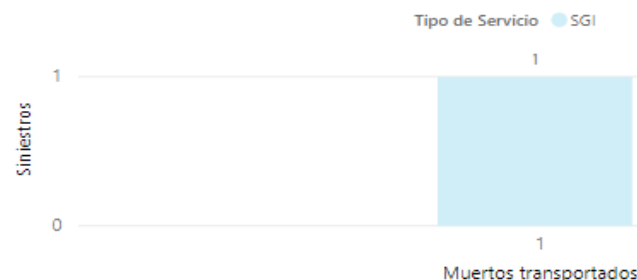 Tipo de Servicio SGI
1
1
Siniestros
0
1
Muertos transportados